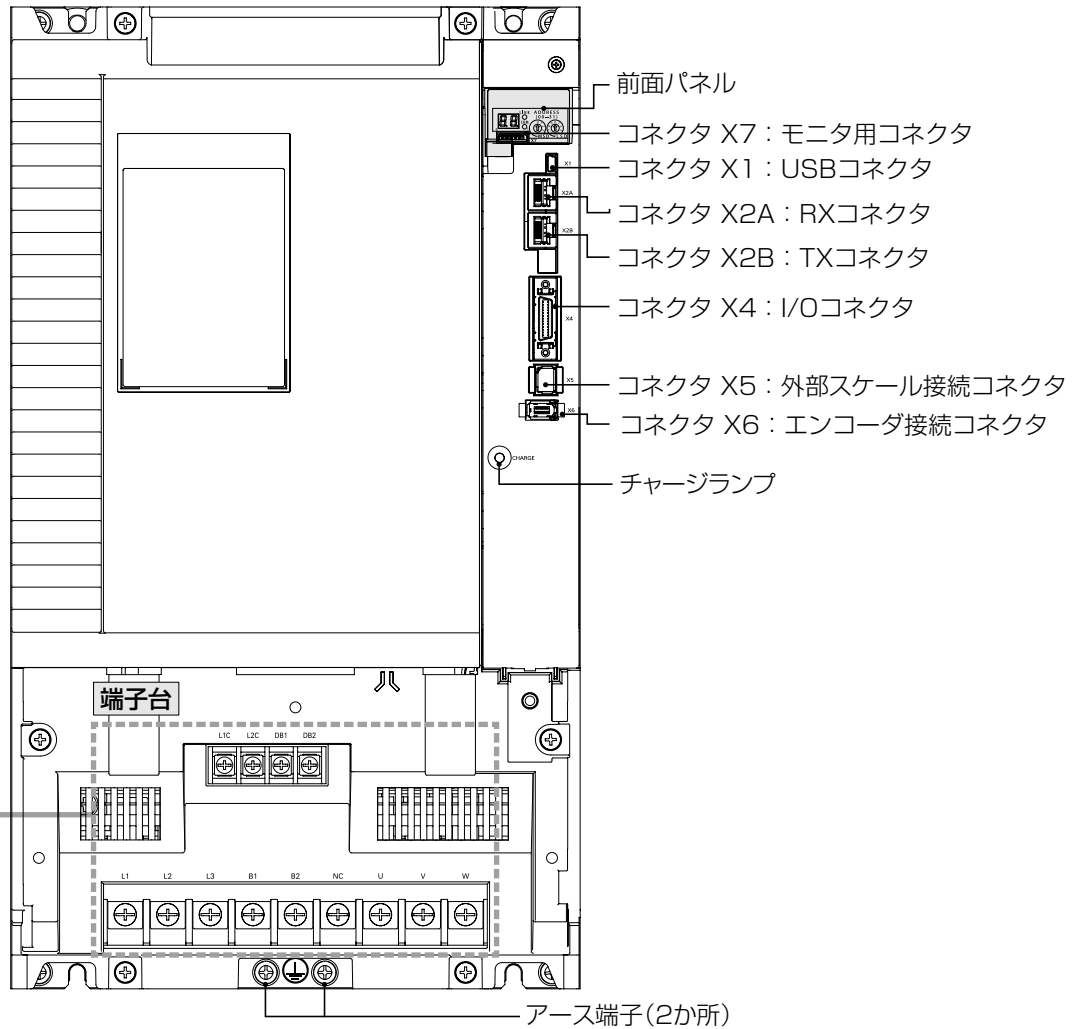 前面パネル
LINK ADDRESS
(00~31)
COM
コネクタ X7：モニタ用コネクタ
X1
コネクタ X1：USBコネクタ
X2A
コネクタ X2A：RXコネクタ
X2B
コネクタ X2B：TXコネクタ
コネクタ X4：I/Oコネクタ
X4
X5
コネクタ X5：外部スケール接続コネクタ
X6
コネクタ X6：エンコーダ接続コネクタ
CHARGE
チャージランプ
端子台
L1C L2C DB1 DB2
L1 L2 L3 B1 B2 NC U V W
アース端子（2か所）